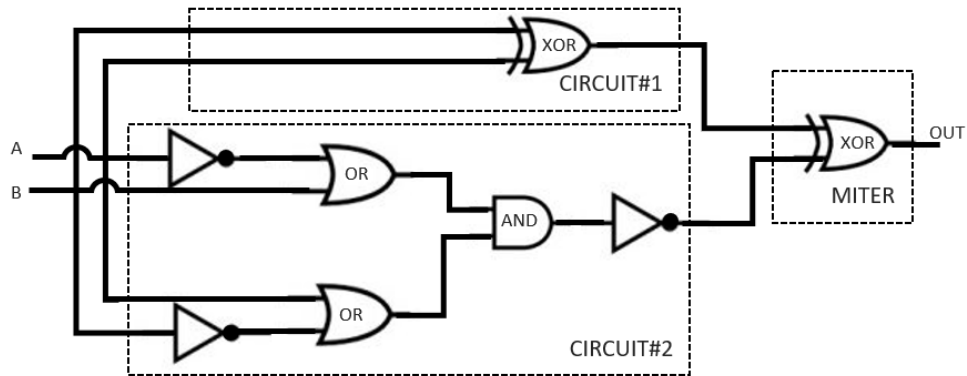 XOR
CIRCUIT#1
A
B
OR
AND
OR
CIRCUIT#2
XOR
OUT
MITER